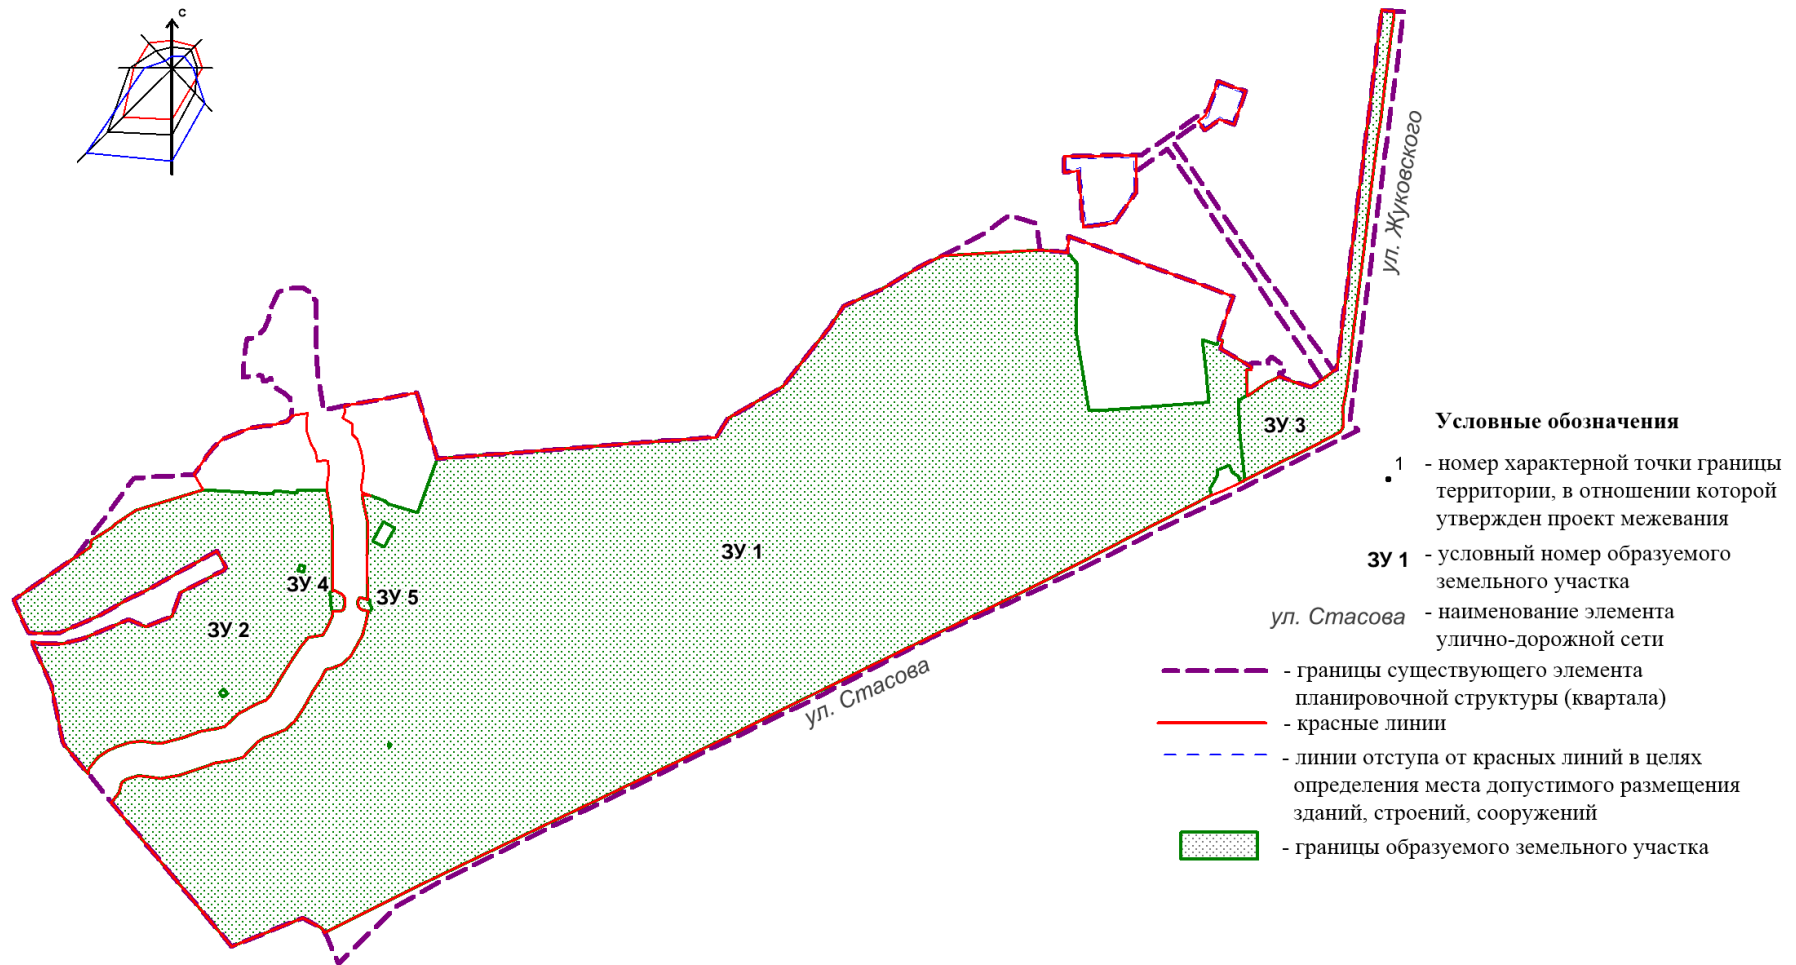 с
ул. Жуковского
ЗУ 3
ЗУ 1
ЗУ 4
ЗУ 5
ЗУ 2
ул. Стасова
Условные обозначения
1 - номер характерной точки границы
территории, в отношении которой
утвержден проект межевания
ЗУ 1 - условный номер образуемого
земельного участка
ул. Стасова - наименование элемента
улично-дорожной сети
- границы существующего элемента
планировочной структуры (квартала)
- красные линии
- линии отступа от красных линий в целях
определения места допустимого размещения
зданий, строений, сооружений
- границы образуемого земельного участка